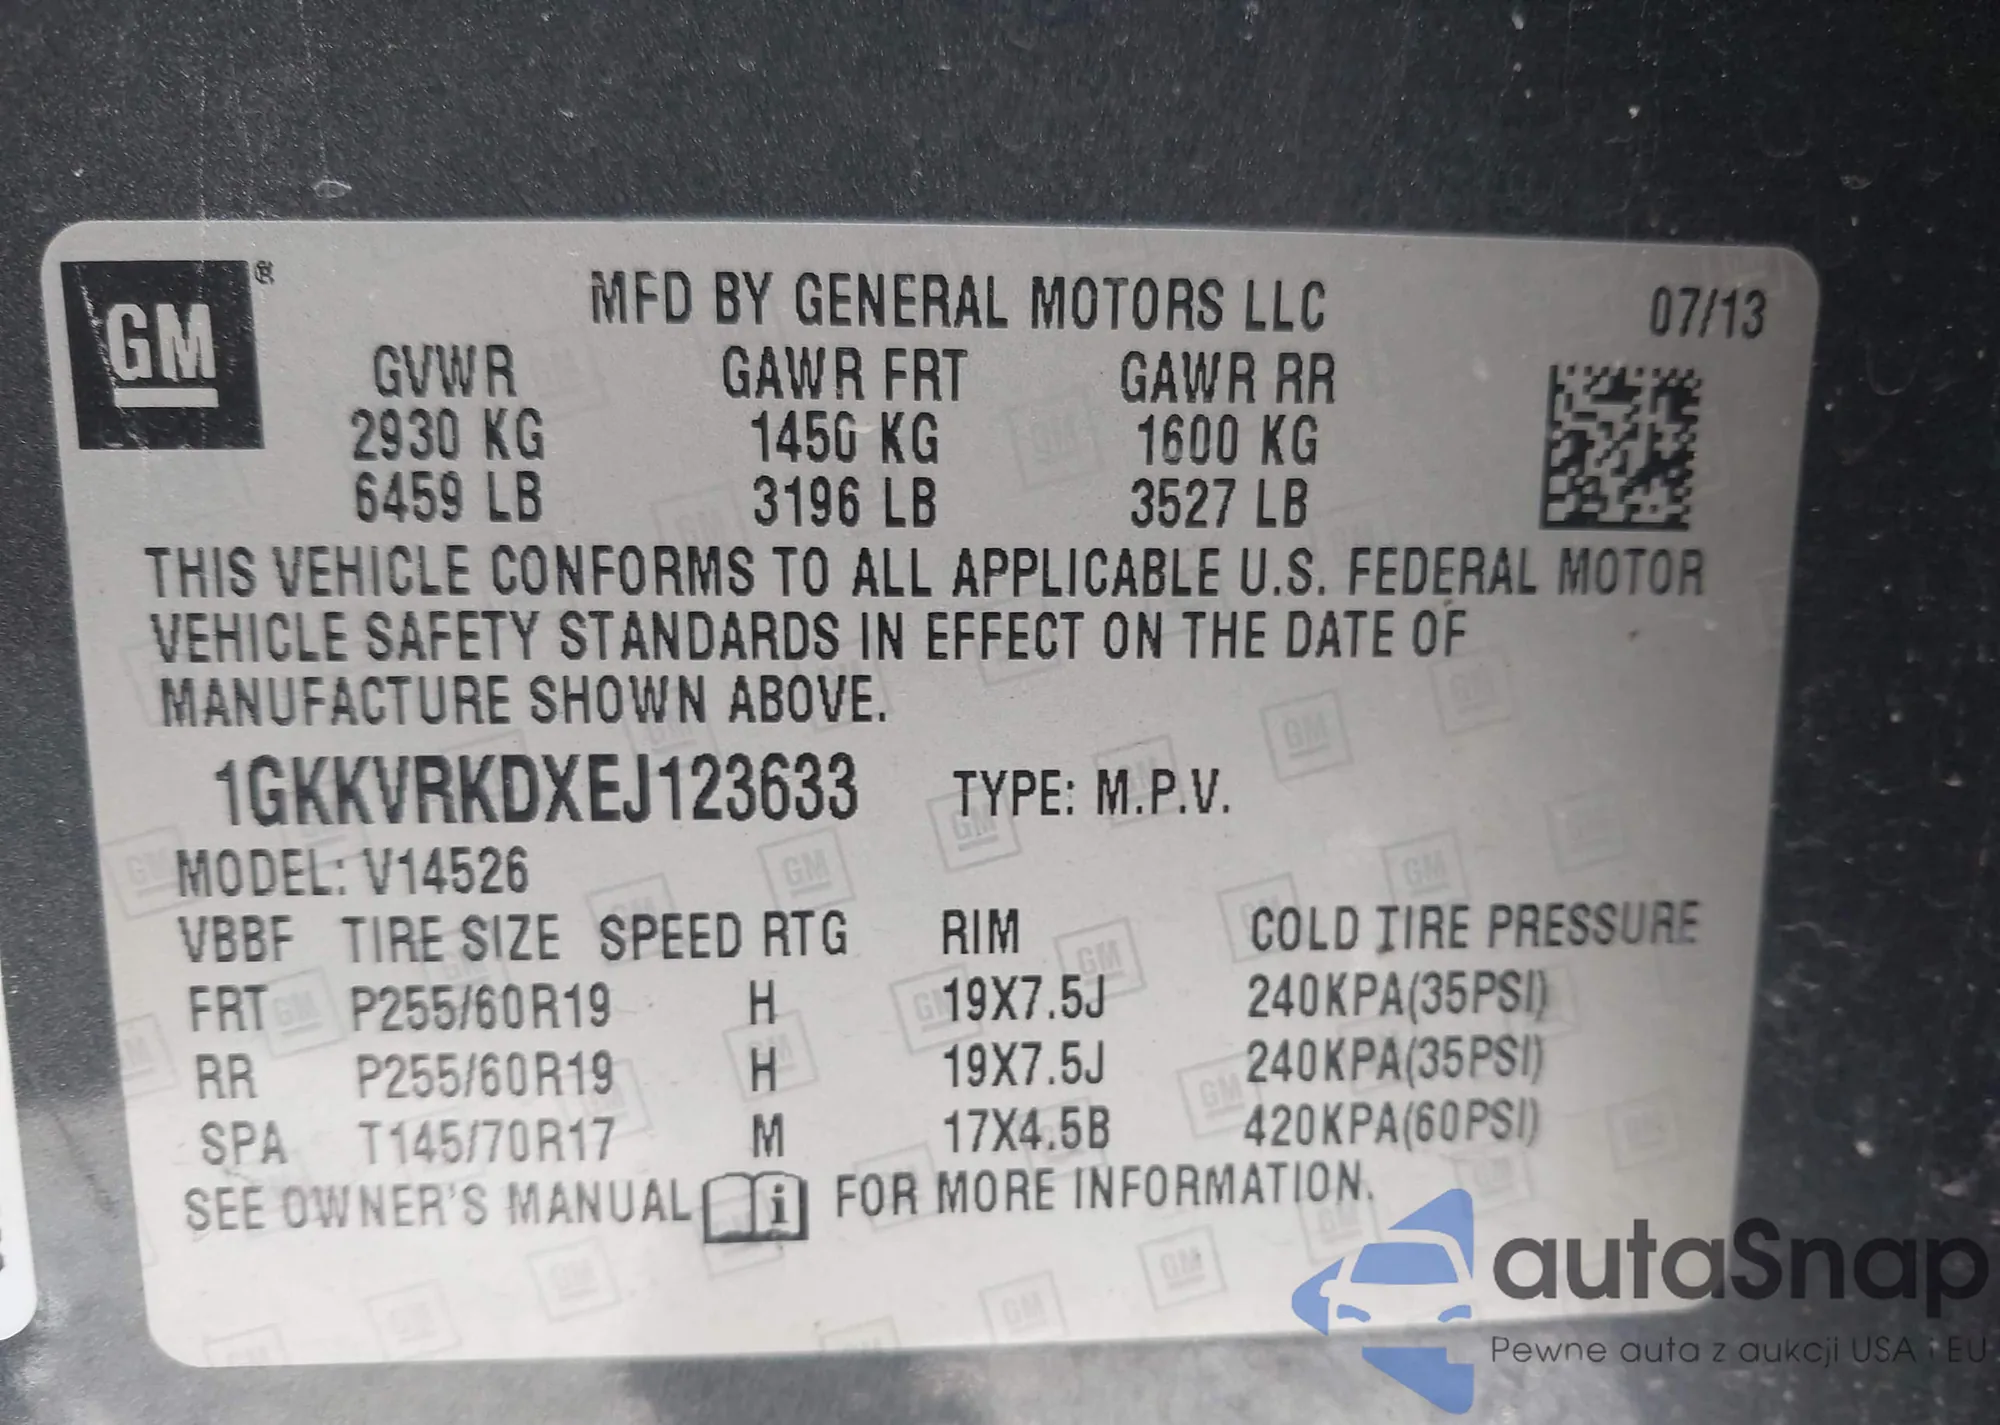 GM®
MFD BY GENERAL MOTORS LLC 07/13
GVWR GAWR FRT GAWR RR
2930 KG 1450 KG 1600 KG
6459 LB 3196 LB 3527 LB
THIS VEHICLE CONFORMS TO ALL APPLICABLE U.S. FEDERAL MOTOR
VEHICLE SAFETY STANDARDS IN EFFECT ON THE DATE OF
MANUFACTURE SHOWN ABOVE.
1GKKVRKDXEJ123633 TYPE: M.P.V.
MODEL: V14526
VBBF TIRE SIZE SPEED RTG RIM COLD TIRE PRESSURE
FRT P255/60R19 H 19X7.5J 240KPA(35PSI)
RR P255/60R19 H 19X7.5J 240KPA(35PSI)
SPA T145/70R17 M 17X4.5B 420KPA(60PSI)
SEE OWNER'S MANUAL i FOR MORE INFORMATION.
autaSnap
Pewne auta z aukcji USA i EU